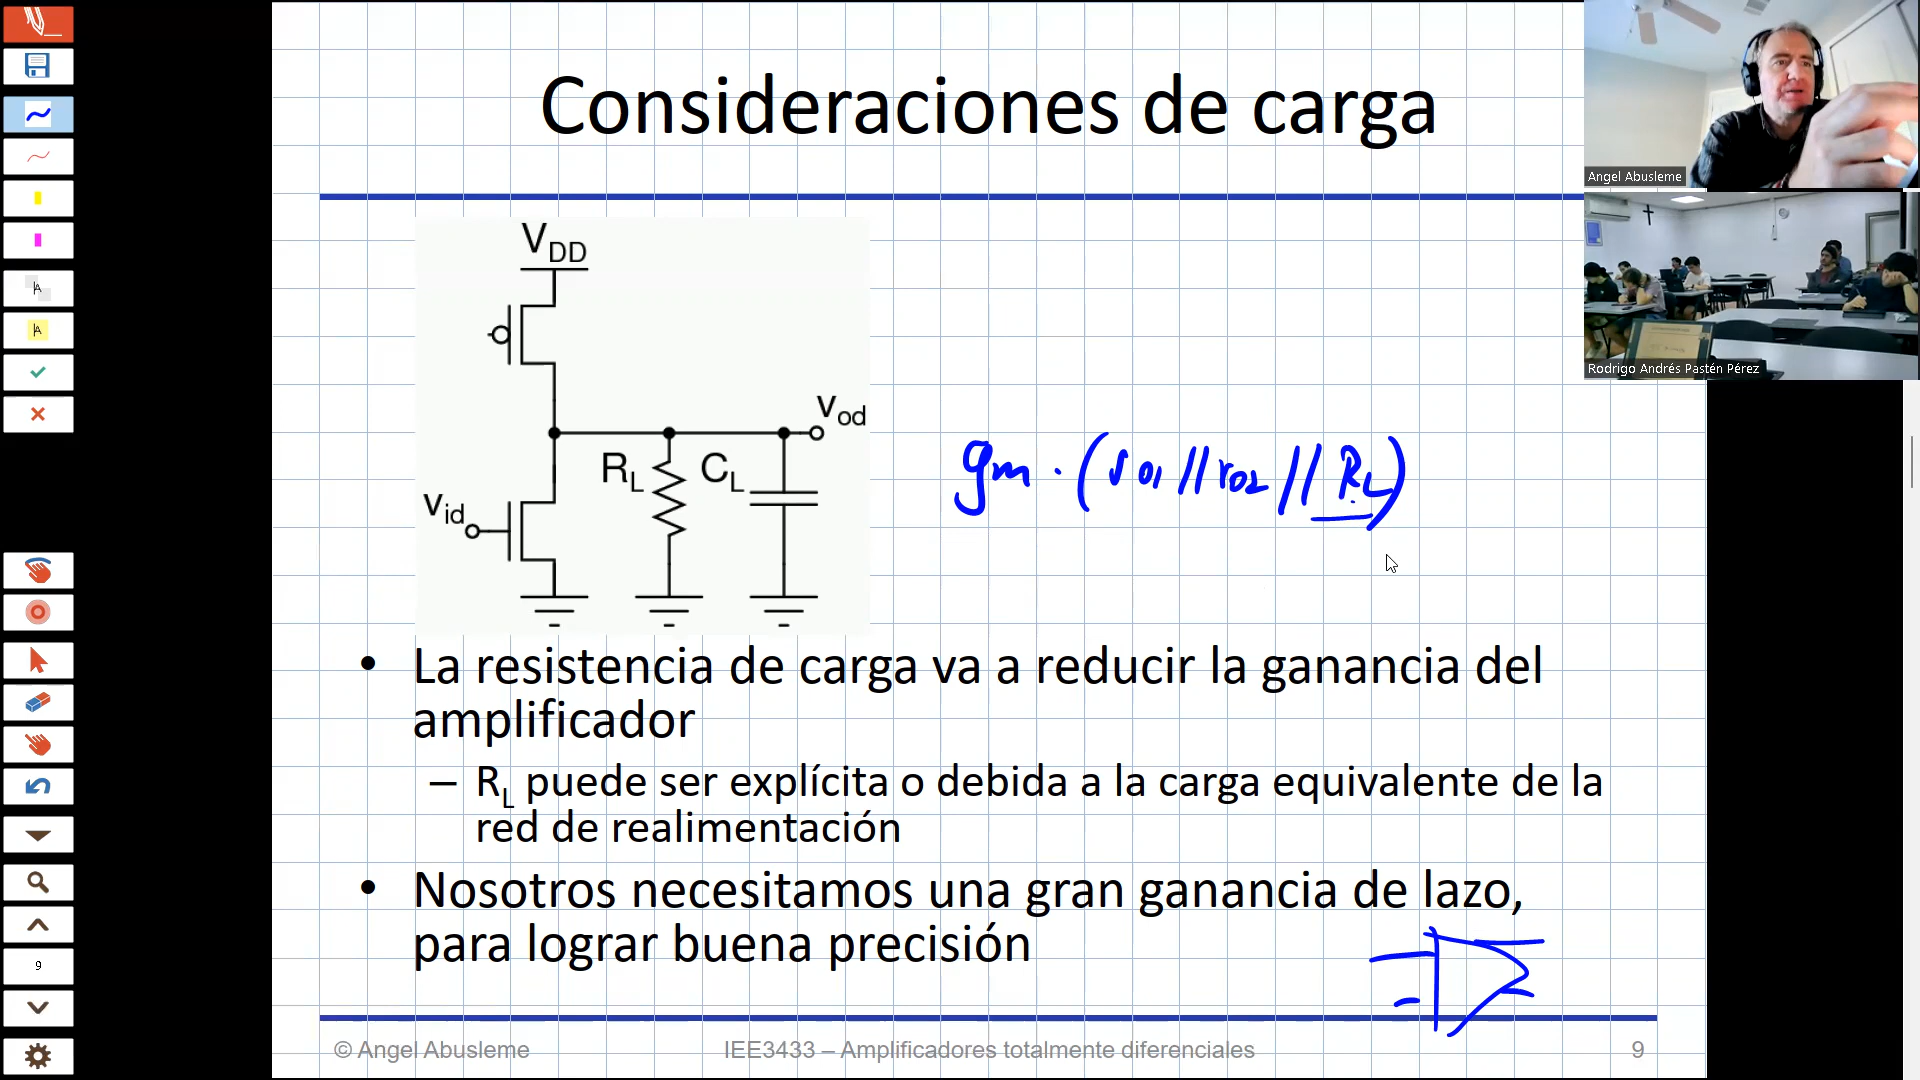 Consideraciones de carga
Angel Abusleme
Rodrigo Andrés Pastén Pérez
VDD
Vod
RL
CL
Vid
gm · (ro1 // ro2 // RL)
• La resistencia de carga va a reducir la ganancia del
amplificador
– RL puede ser explícita o debida a la carga equivalente de la
red de realimentación
• Nosotros necesitamos una gran ganancia de lazo,
para lograr buena precisión
© Angel Abusleme
IEE3433 – Amplificadores totalmente diferenciales
9
9